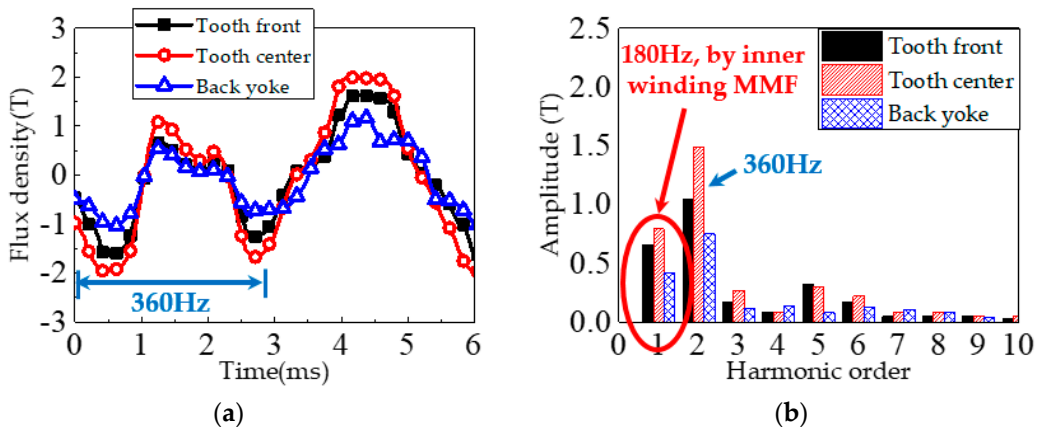 3
2
1
0
-1
-2
-3
Flux density(T)
Tooth front
Tooth center
Back yoke
360Hz
0 1 2 3 4 5 6
Time(ms)
(a)
2.5
2.0
1.5
1.0
0.5
0.0
Amplitude (T)
180Hz, by inner
winding MMF
Tooth front
Tooth center
Back yoke
360Hz
0 1 2 3 4 5 6 7 8 9 10
Harmonic order
(b)